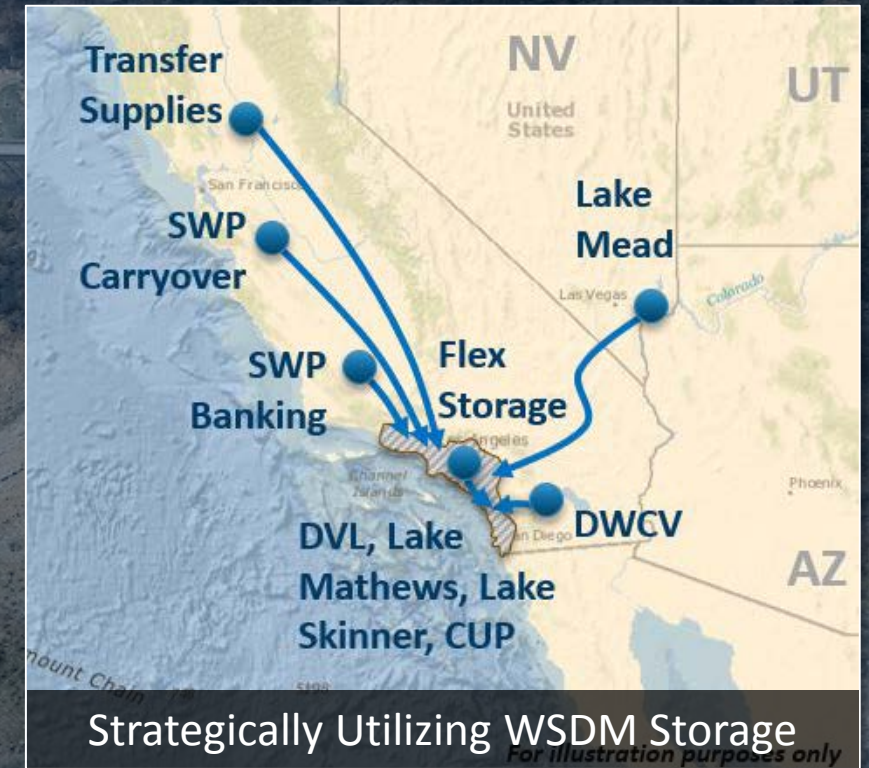 Transfer
Supplies
NV
UT
United
States
San Francisco
SWP
Carryover
Lake
Mead
Las Vegas
Colorado
SWP
Banking
Flex
Storage
Angeles
Channel
Islands
Phoenix
DWCV
San Diego
DVL, Lake
Mathews, Lake
Skinner, CUP
AZ
mount Chain
Strategically Utilizing WSDM Storage
For illustration purposes only